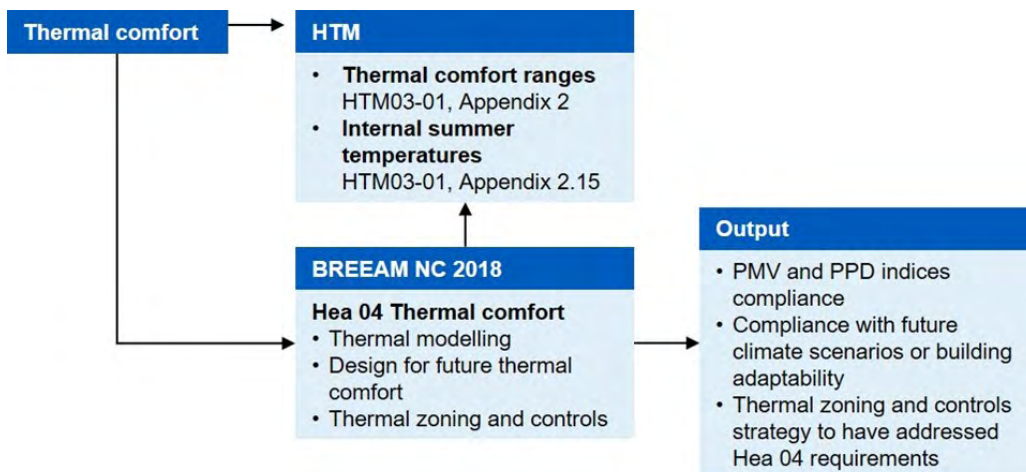 Thermal comfort
HTM
• Thermal comfort ranges
HTM03-01, Appendix 2
• Internal summer
temperatures
HTM03-01, Appendix 2.15
BREEAM NC 2018
Hea 04 Thermal comfort
• Thermal modelling
• Design for future thermal
comfort
• Thermal zoning and controls
Output
• PMV and PPD indices
compliance
• Compliance with future
climate scenarios or building
adaptability
• Thermal zoning and controls
strategy to have addressed
Hea 04 requirements